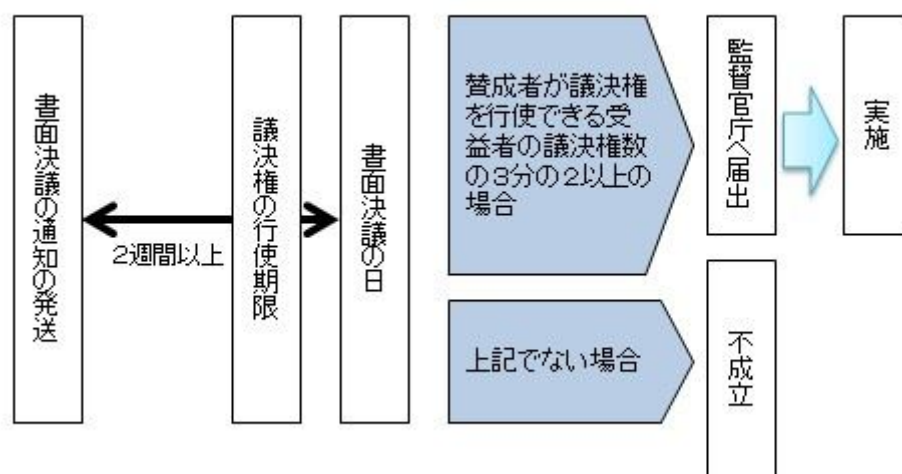 書面決議の通知の発送
2週間以上
議決権の行使期限
書面決議の日
賛成者が議決権
を行使できる受
益者の議決権数
の3分の2以上の
場合
監督官庁へ届出
実施
上記でない場合
不成立